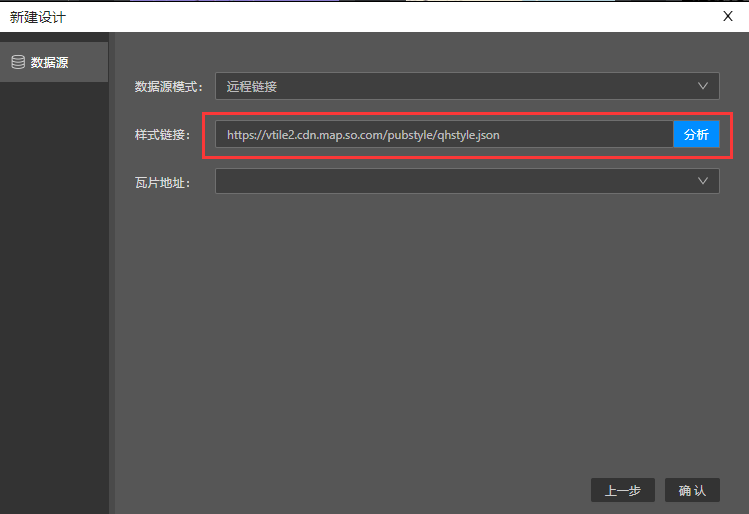 新建设计
X
数据源
数据源模式： 远程链接
样式链接： https://vtile2.cdn.map.so.com/pubstyle/qhstyle.json 分析
瓦片地址：
上一步 确 认